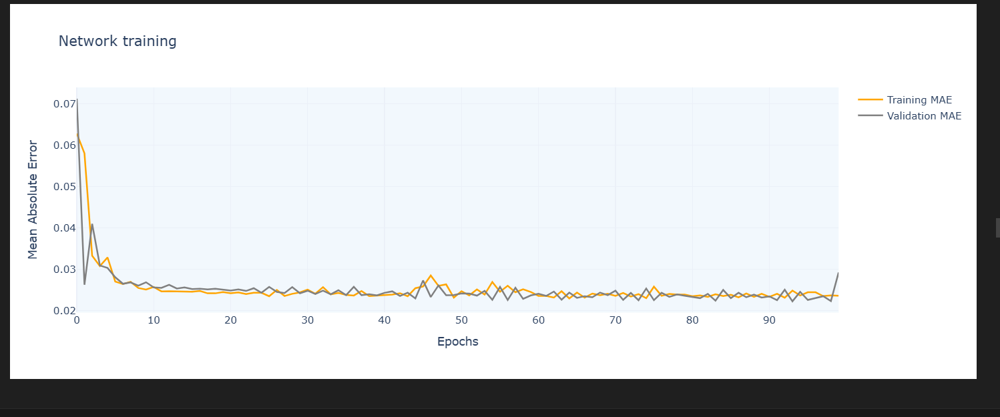 Network training
Training MAE
Validation MAE
Mean Absolute Error
0.07
0.06
0.05
0.04
0.03
0.02
0 10 20 30 40 50 60 70 80 90
Epochs